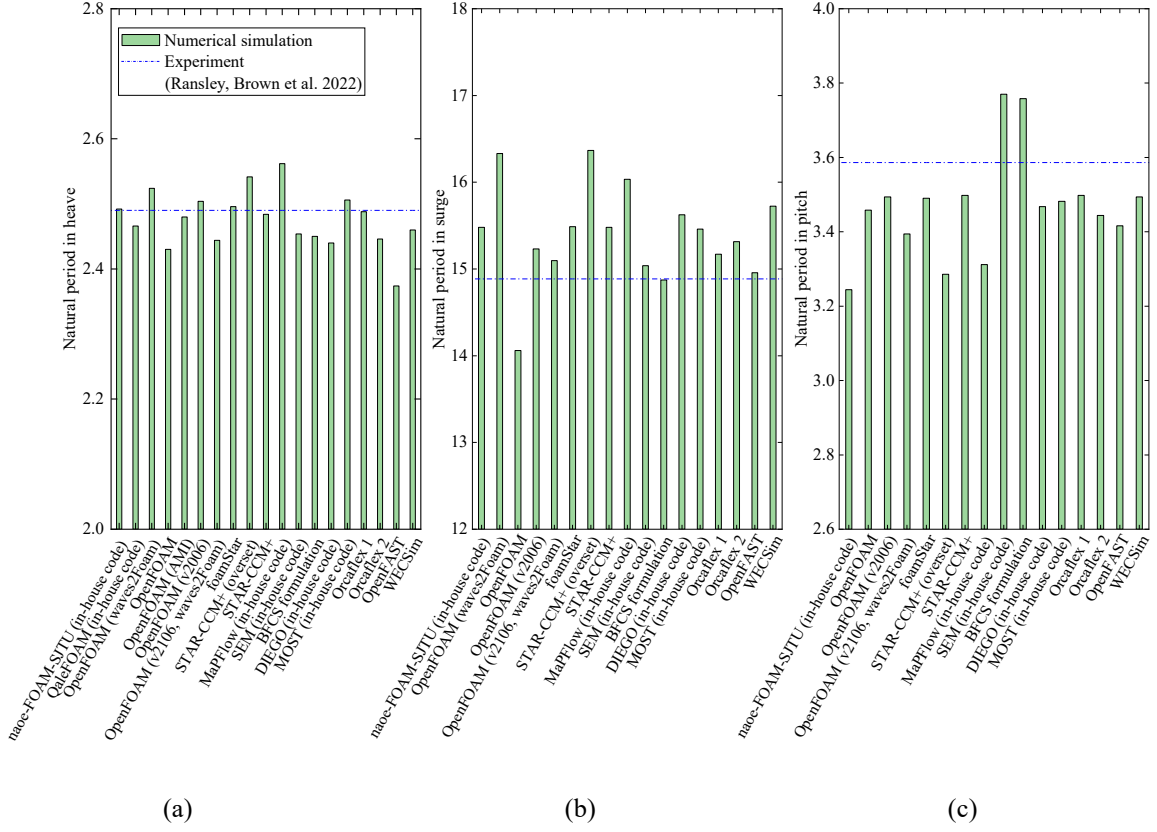 2.8
2.6
2.4
2.2
2.0
Natural period in heave
Numerical simulation
Experiment
(Ransley, Brown et al. 2022)
naoe-FOAM-SJTU (in-house code)
QaleFOAM (in-house code)
OpenFOAM (waves2Foam)
OpenFOAM
OpenFOAM (AMI)
OpenFOAM (v2006)
OpenFOAM (v2106, waves2Foam)
foamStar
STAR-CCM+ (overset)
STAR-CCM+
MaPFlow (in-house code)
SEM (in-house code)
BFCS formulation
DIEGO (in-house code)
MOST (in-house code)
Orcaflex 1
Orcaflex 2
OpenFAST
WECSim
(a)
18
17
16
15
14
13
12
Natural period in surge
naoe-FOAM-SJTU (in-house code)
OpenFOAM (waves2Foam)
OpenFOAM
OpenFOAM (v2006)
OpenFOAM (v2106, waves2Foam)
foamStar
STAR-CCM+ (overset)
STAR-CCM+
MaPFlow (in-house code)
SEM (in-house code)
BFCS formulation
DIEGO (in-house code)
MOST (in-house code)
Orcaflex 1
Orcaflex 2
OpenFAST
WECSim
(b)
4.0
3.8
3.6
3.4
3.2
3.0
2.8
2.6
Natural period in pitch
naoe-FOAM-SJTU (in-house code)
OpenFOAM
OpenFOAM (v2006)
OpenFOAM (v2106, waves2Foam)
foamStar
STAR-CCM+ (overset)
STAR-CCM+
MaPFlow (in-house code)
SEM (in-house code)
BFCS formulation
DIEGO (in-house code)
MOST (in-house code)
Orcaflex 1
Orcaflex 2
OpenFAST
WECSim
(c)